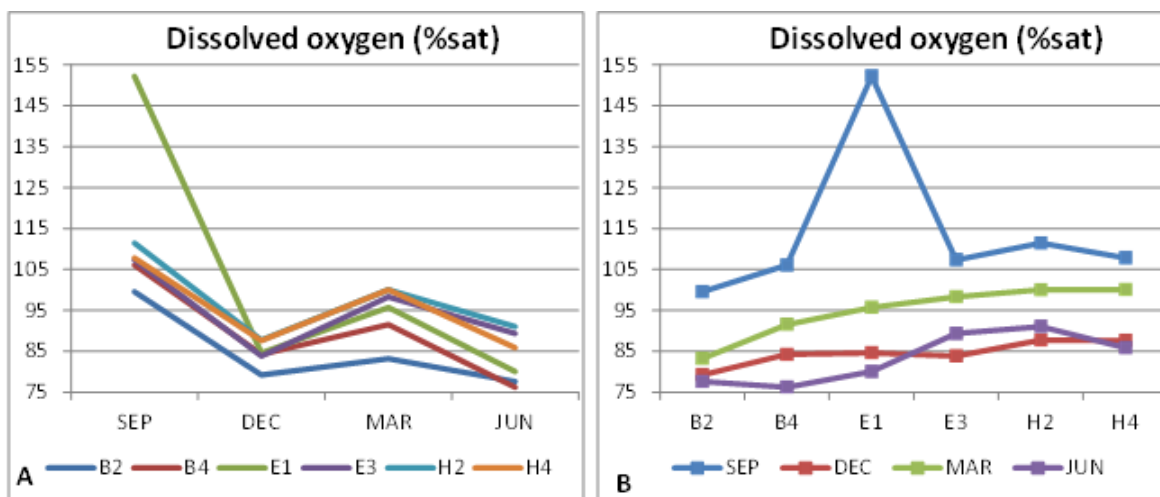 Dissolved oxygen (%sat)
155
145
135
125
115
105
95
85
75
SEP DEC MAR JUN
B2 B4 E1 E3 H2 H4
A
Dissolved oxygen (%sat)
155
145
135
125
115
105
95
85
75
B2 B4 E1 E3 H2 H4
SEP DEC MAR JUN
B